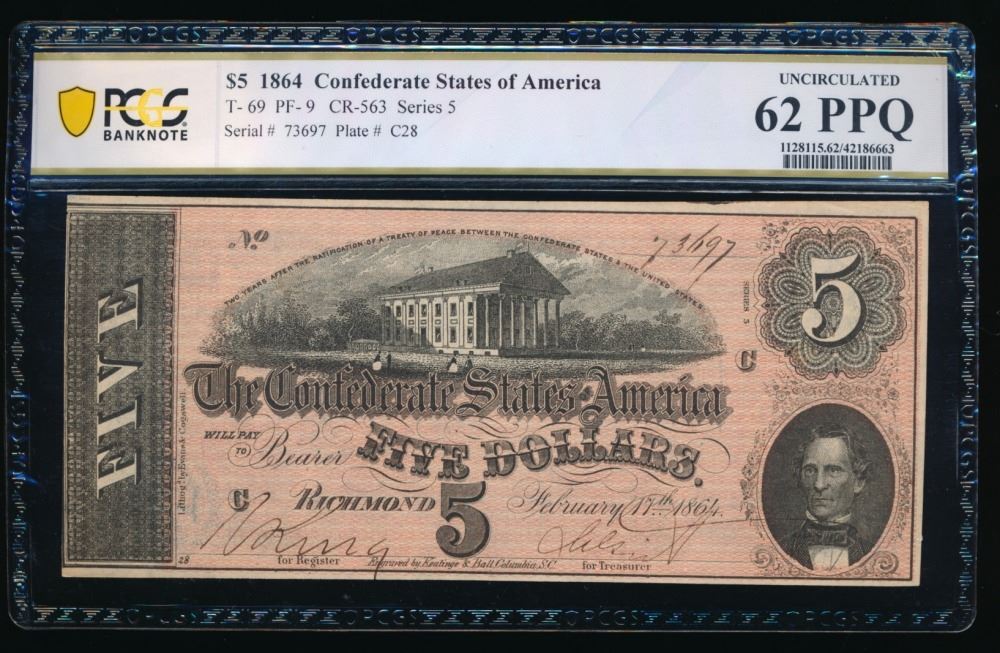 PCGS
BANKNOTE
$5 1864 Confederate States of America
T- 69 PF- 9 CR-563 Series 5
Serial # 73697 Plate # C28
UNCIRCULATED
62 PPQ
1128115.62/42186663
No
73697
TWO YEARS AFTER THE RATIFICATION OF A TREATY OF PEACE BETWEEN THE CONFEDERATE STATES & THE UNITED STATES
FIVE
5
SERIES 5
C
The Confederate States of America
WILL PAY
TO Bearer
FIVE DOLLARS.
C
RICHMOND 5 February 17th 1864.
28
for Register
Engraved by Keatinge & Ball, Columbia, S.C.
for Treasurer